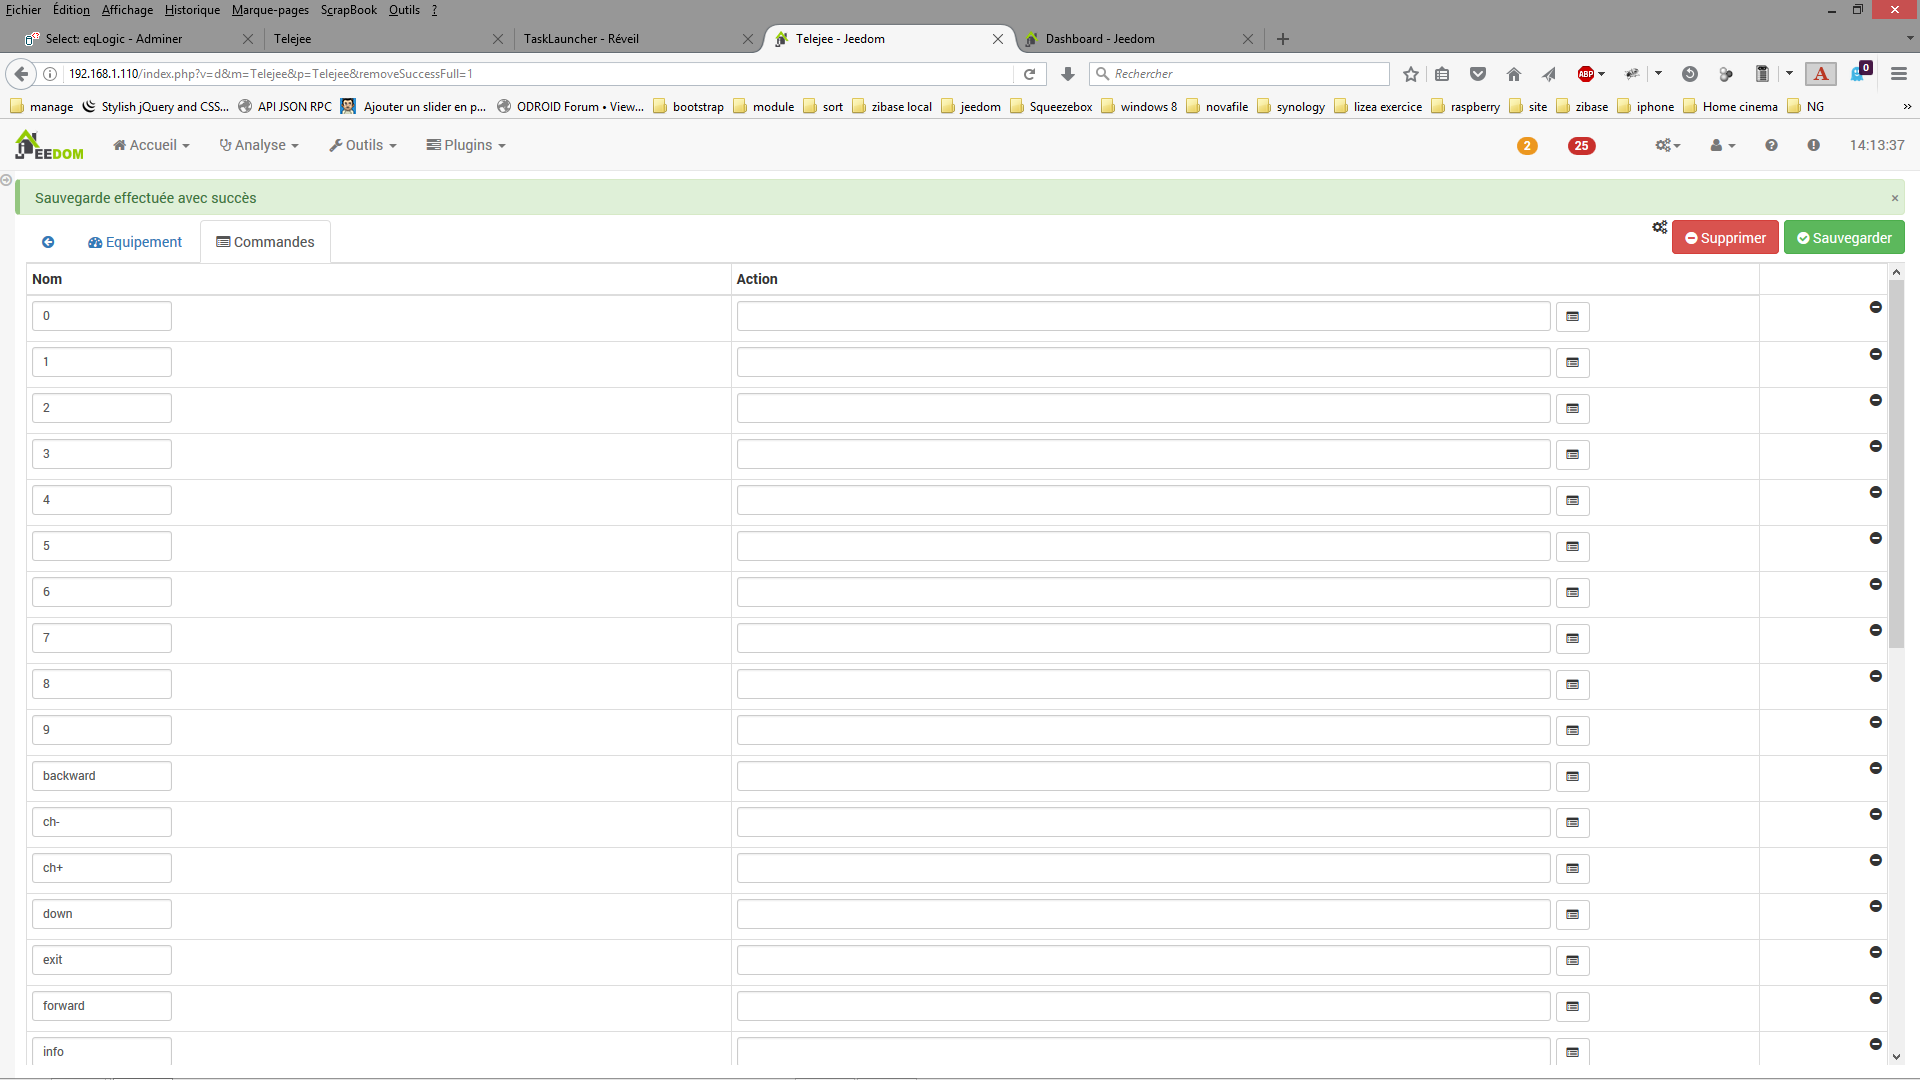 Fichier Édition Affichage Historique Marque-pages ScrapBook Outils ?
Select: eqLogic - Adminer Telejee TaskLauncher - Réveil Telejee - Jeedom Dashboard - Jeedom
192.168.1.110/index.php?v=d&m=Telejee&p=Telejee&removeSuccessFull=1 Rechercher ABP A 0
manage Stylish jQuery and CSS... API JSON RPC Ajouter un slider en p... ODROID Forum • View... bootstrap module sort zibase local jeedom Squeezebox windows 8 novafile synology lizea exercice raspberry site zibase iphone Home cinema NG »
JEEDOM Accueil Analyse Outils Plugins 2 25 14:13:37
Sauvegarde effectuée avec succès ×
Equipement Commandes Supprimer Sauvegarder
Nom Action
0
1
2
3
4
5
6
7
8
9
backward
ch-
ch+
down
exit
forward
info